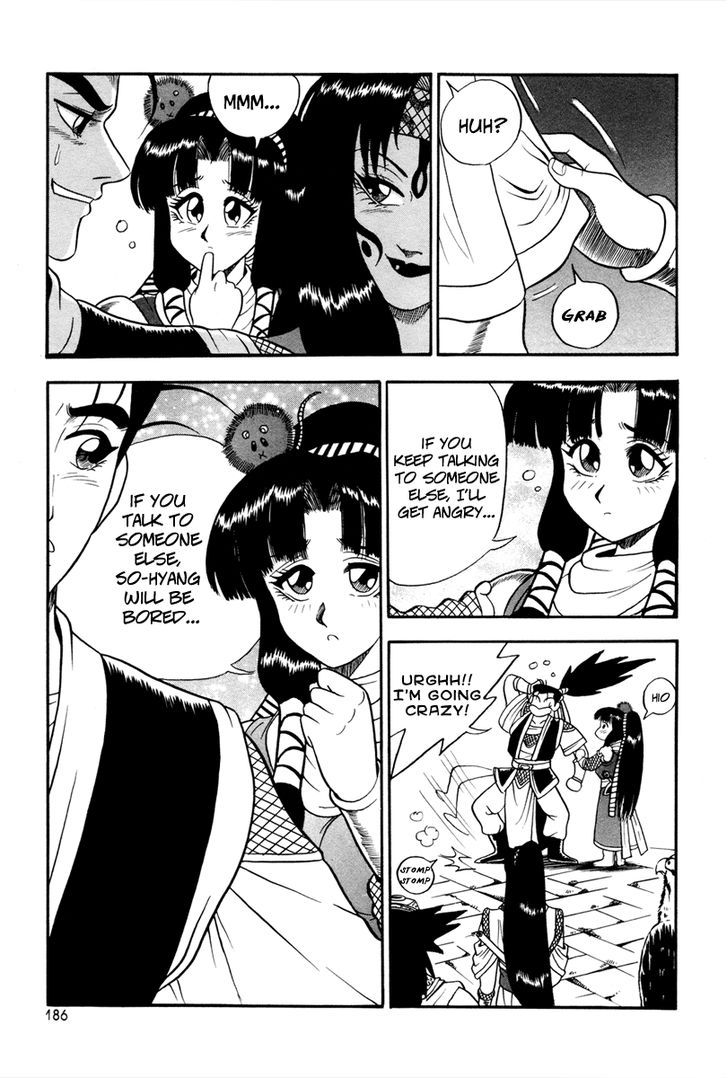 MMM...
HUH?
GRAB
IF YOU
TALK TO
SOMEONE
ELSE,
SO-HYANG
WILL BE
BORED...
IF YOU
KEEP TALKING
TO SOMEONE
ELSE, I'LL
GET ANGRY...
URGHH!!
I'M GOING
CRAZY!
HIO
STOMP
STOMP
186